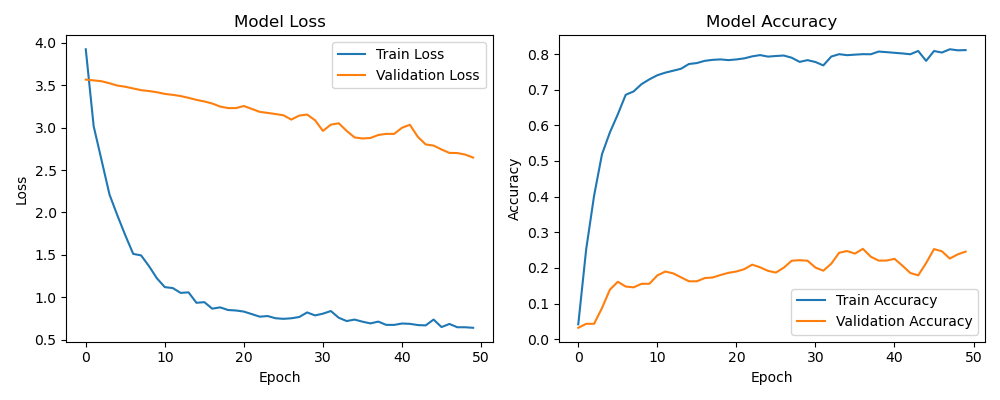 Model Loss
4.0
3.5
3.0
2.5
2.0
1.5
1.0
0.5
Loss
Train Loss
Validation Loss
0 10 20 30 40 50
Epoch
Model Accuracy
0.8
0.7
0.6
0.5
0.4
0.3
0.2
0.1
0.0
Accuracy
Train Accuracy
Validation Accuracy
0 10 20 30 40 50
Epoch